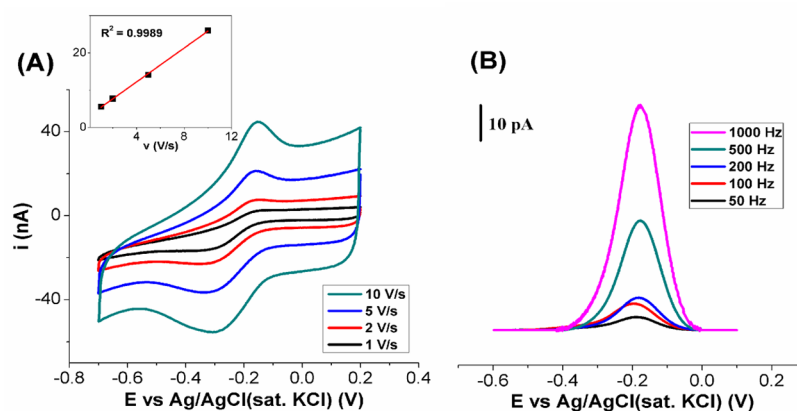 (A)
R² = 0.9989
20
0
4 8 12
v (V/s)
40
0
-40
i (nA)
10 V/s
5 V/s
2 V/s
1 V/s
-0.8 -0.6 -0.4 -0.2 0.0 0.2 0.4
E vs Ag/AgCl(sat. KCl) (V)
(B)
10 pA
1000 Hz
500 Hz
200 Hz
100 Hz
50 Hz
-0.6 -0.4 -0.2 0.0 0.2
E vs Ag/AgCl(sat. KCl) (V)